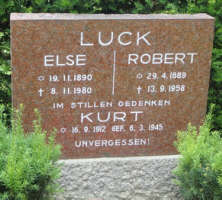 LUCK
ELSE ROBERT
○ 19.11.1890 ○ 29.4.1889
† 8.11.1980 † 13.9.1958
IM STILLEN GEDENKEN
KURT
○ 16.9.1912 GEF. 6.3.1945
UNVERGESSEN!